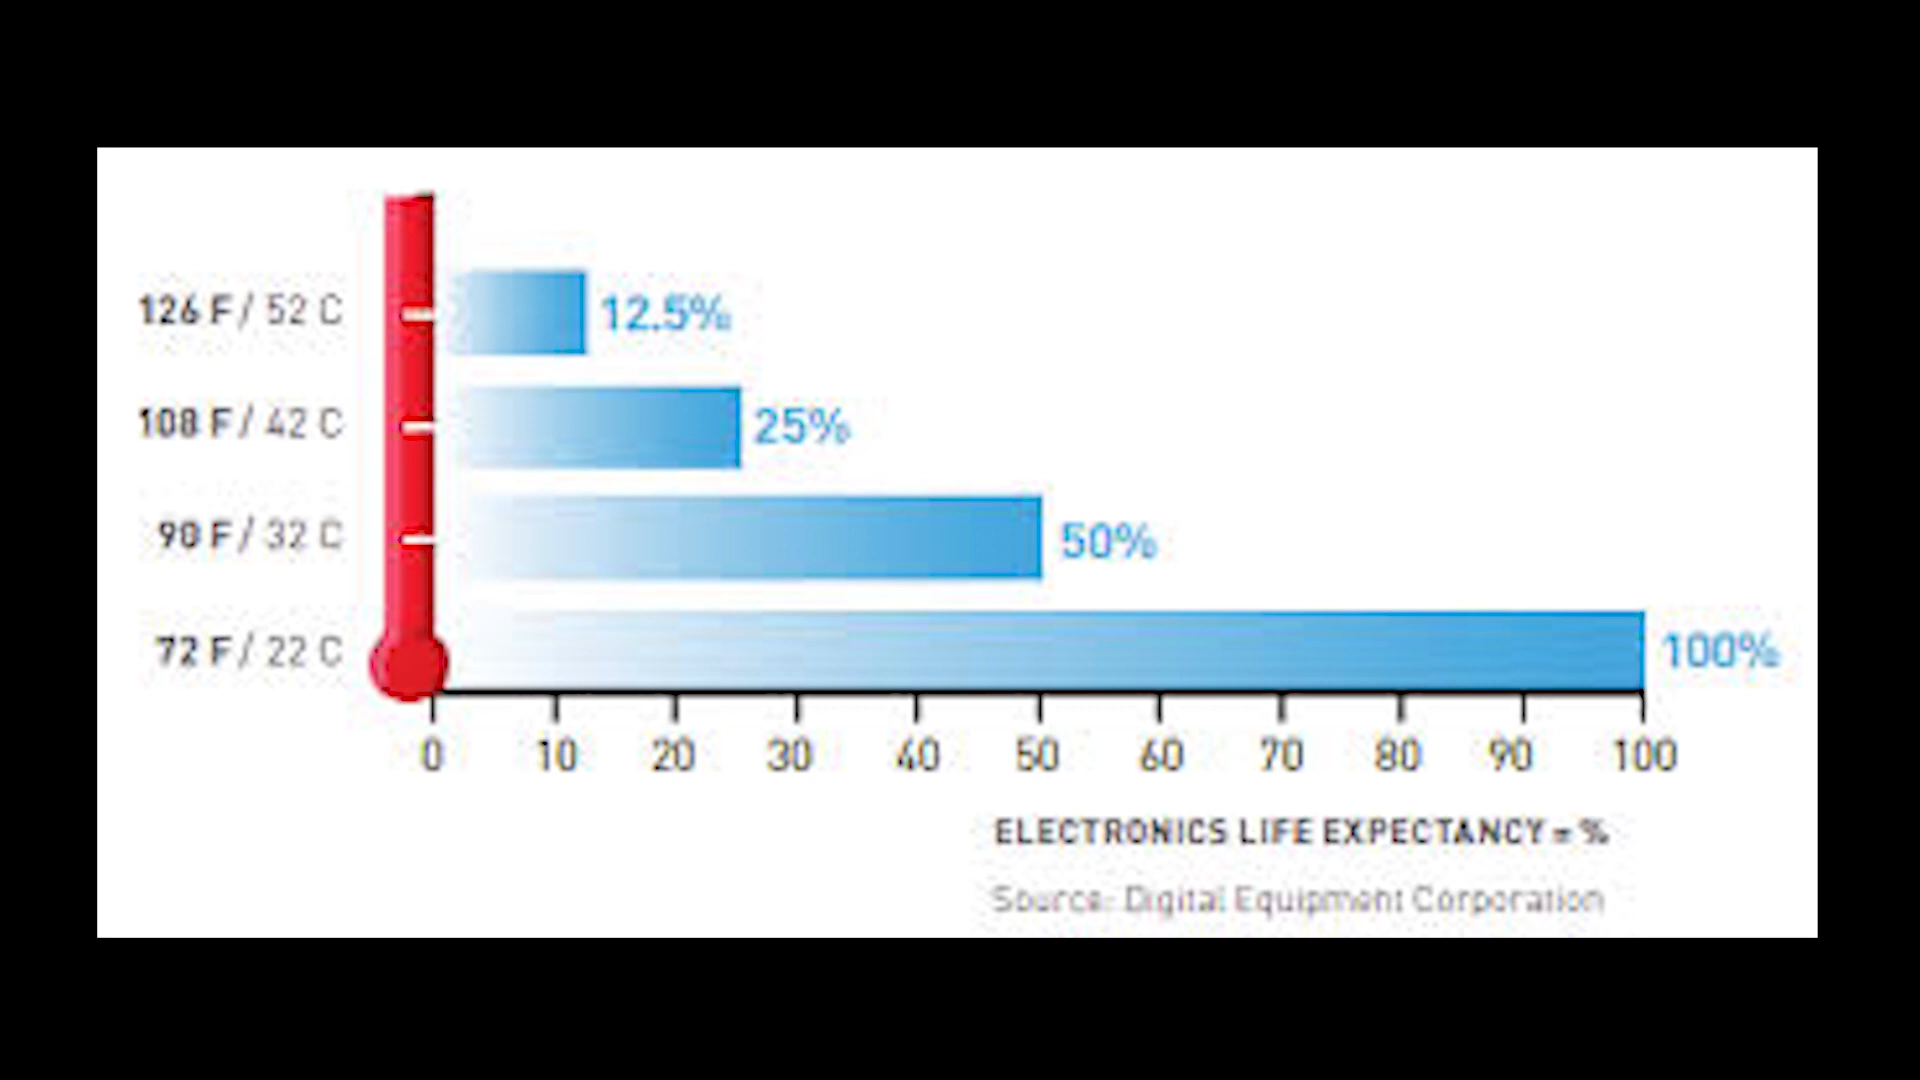 126 F / 52 C 12.5%
108 F / 42 C 25%
90 F / 32 C 50%
72 F / 22 C 100%
0 10 20 30 40 50 60 70 80 90 100
ELECTRONICS LIFE EXPECTANCY = %
Source: Digital Equipment Corporation